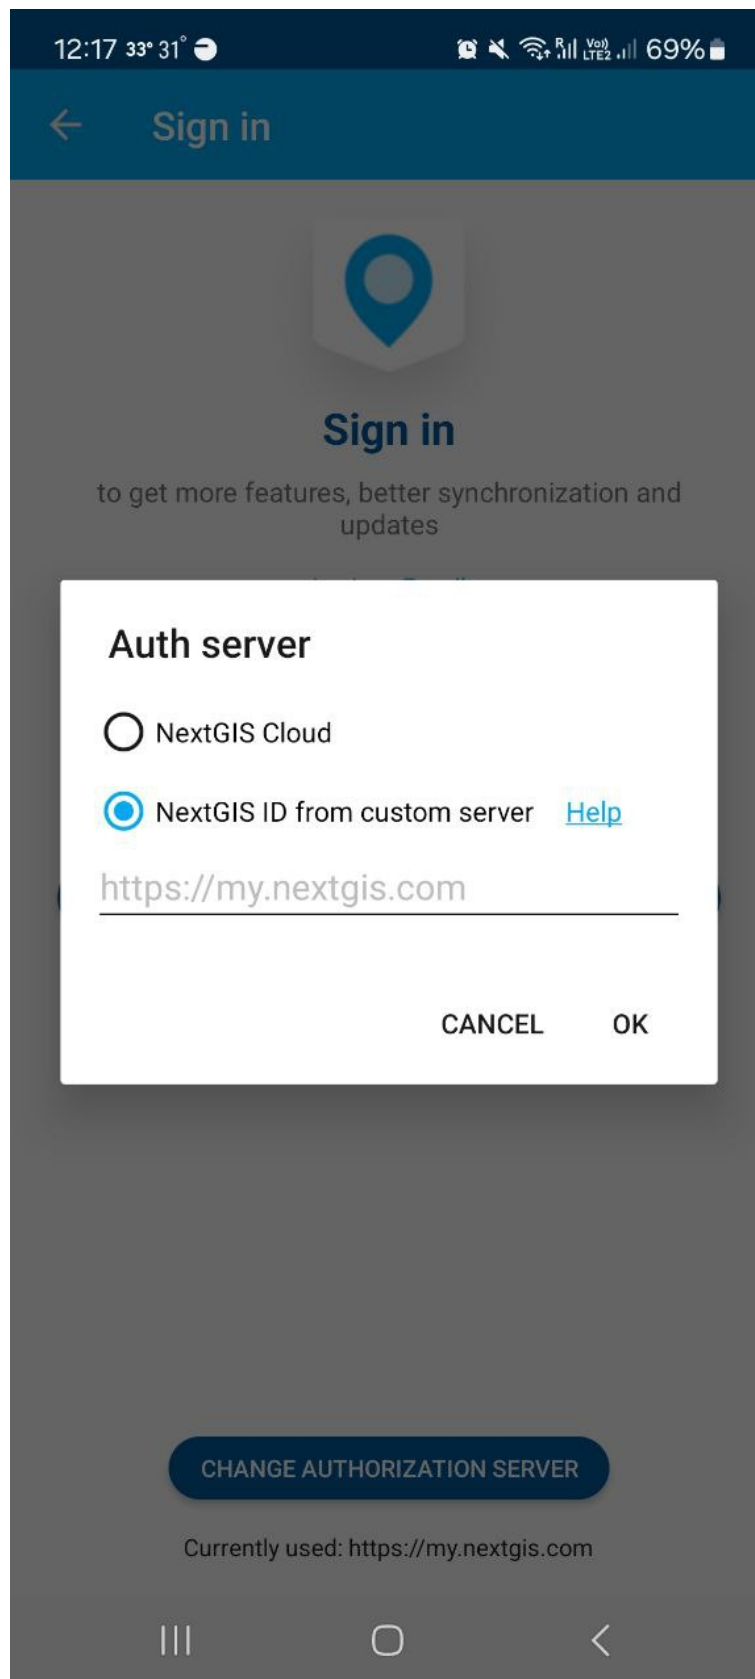 12:17 33° 31° 69%
Sign in
Sign in
to get more features, better synchronization and
updates
Auth server
NextGIS Cloud
NextGIS ID from custom server Help
https://my.nextgis.com
CANCEL OK
CHANGE AUTHORIZATION SERVER
Currently used: https://my.nextgis.com